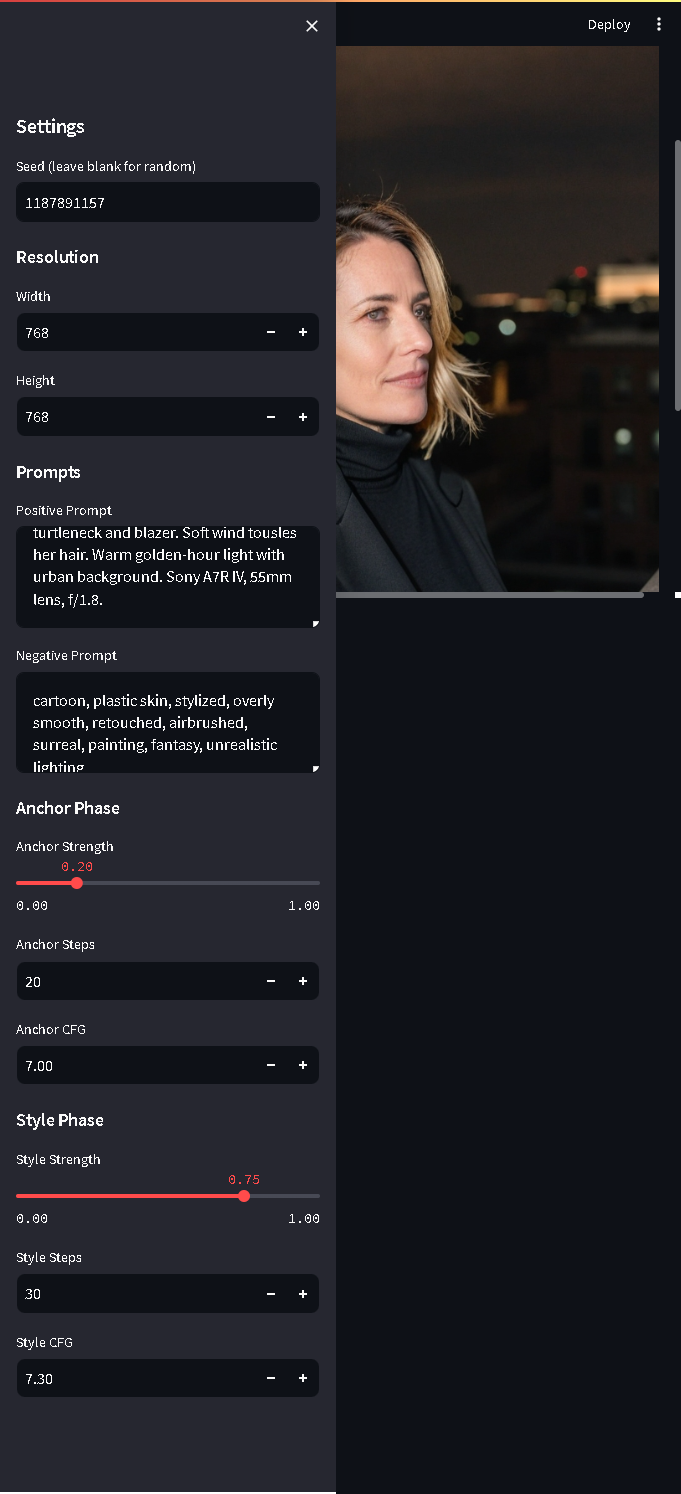 Deploy
Settings
Seed (leave blank for random)
1187891157
Resolution
Width
768
Height
768
Prompts
Positive Prompt
turtleneck and blazer. Soft wind tousles
her hair. Warm golden-hour light with
urban background. Sony A7R IV, 55mm
lens, f/1.8.
Negative Prompt
cartoon, plastic skin, stylized, overly
smooth, retouched, airbrushed,
surreal, painting, fantasy, unrealistic
lighting
Anchor Phase
Anchor Strength
0.20
0.00 1.00
Anchor Steps
20
Anchor CFG
7.00
Style Phase
Style Strength
0.75
0.00 1.00
Style Steps
30
Style CFG
7.30